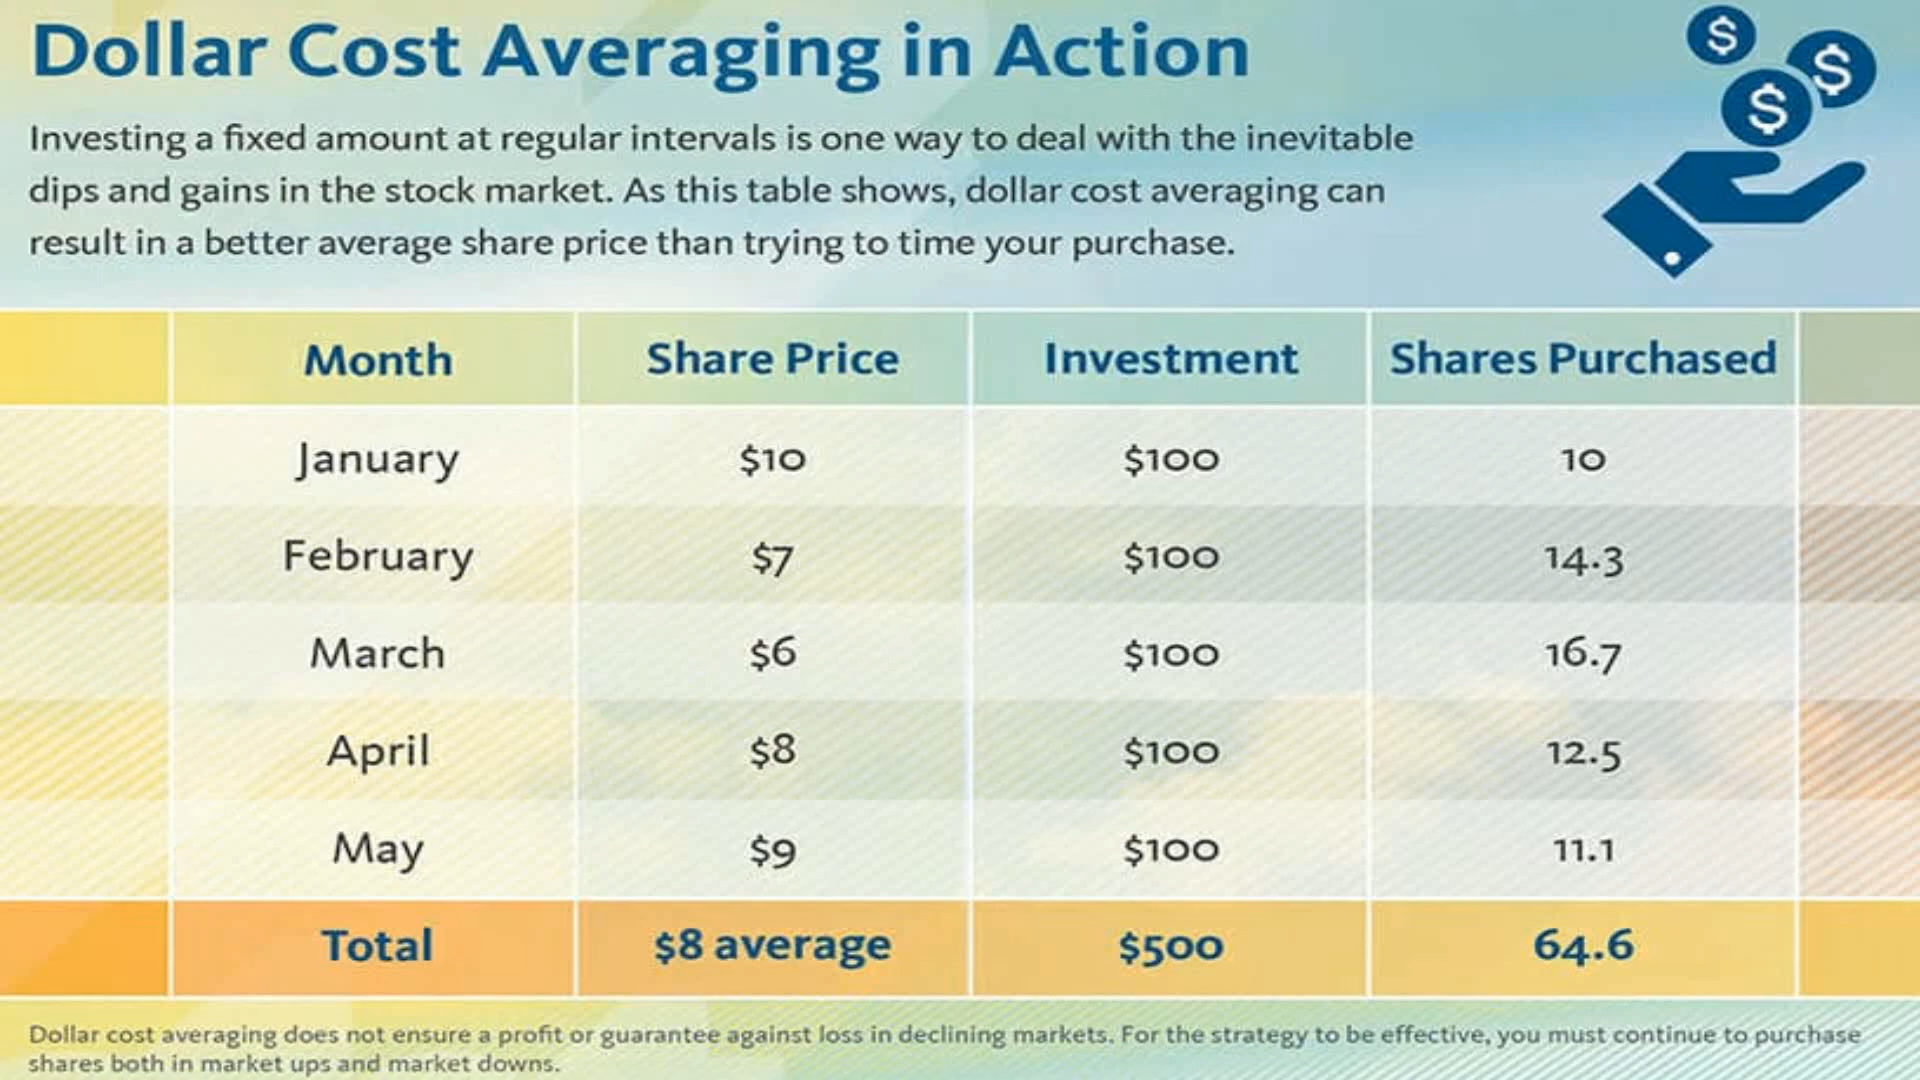 Dollar Cost Averaging in Action
$
$
$
Investing a fixed amount at regular intervals is one way to deal with the inevitable
dips and gains in the stock market. As this table shows, dollar cost averaging can
result in a better average share price than trying to time your purchase.
Month Share Price Investment Shares Purchased
January $10 $100 10
February $7 $100 14.3
March $6 $100 16.7
April $8 $100 12.5
May $9 $100 11.1
Total $8 average $500 64.6
Dollar cost averaging does not ensure a profit or guarantee against loss in declining markets. For the strategy to be effective, you must continue to purchase
shares both in market ups and market downs.